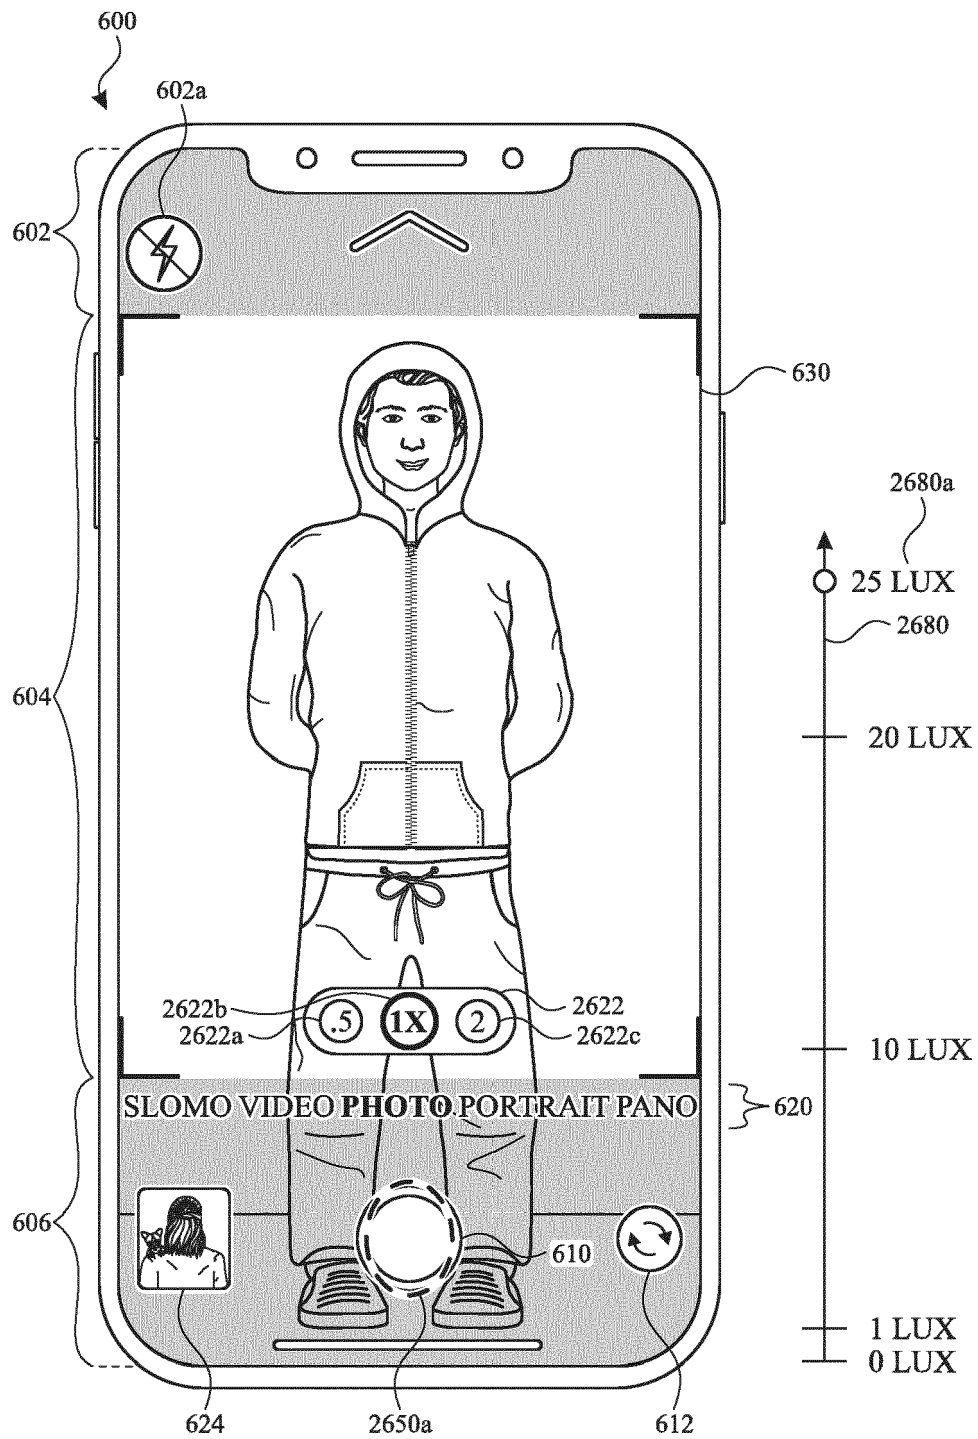 600
602a
602
630
2680a
25 LUX
2680
604
20 LUX
2622b
2622a
.5
1X
2
2622
2622c
10 LUX
SLOMO VIDEO PHOTO PORTRAIT PANO
620
606
610
1 LUX
0 LUX
624
2650a
612